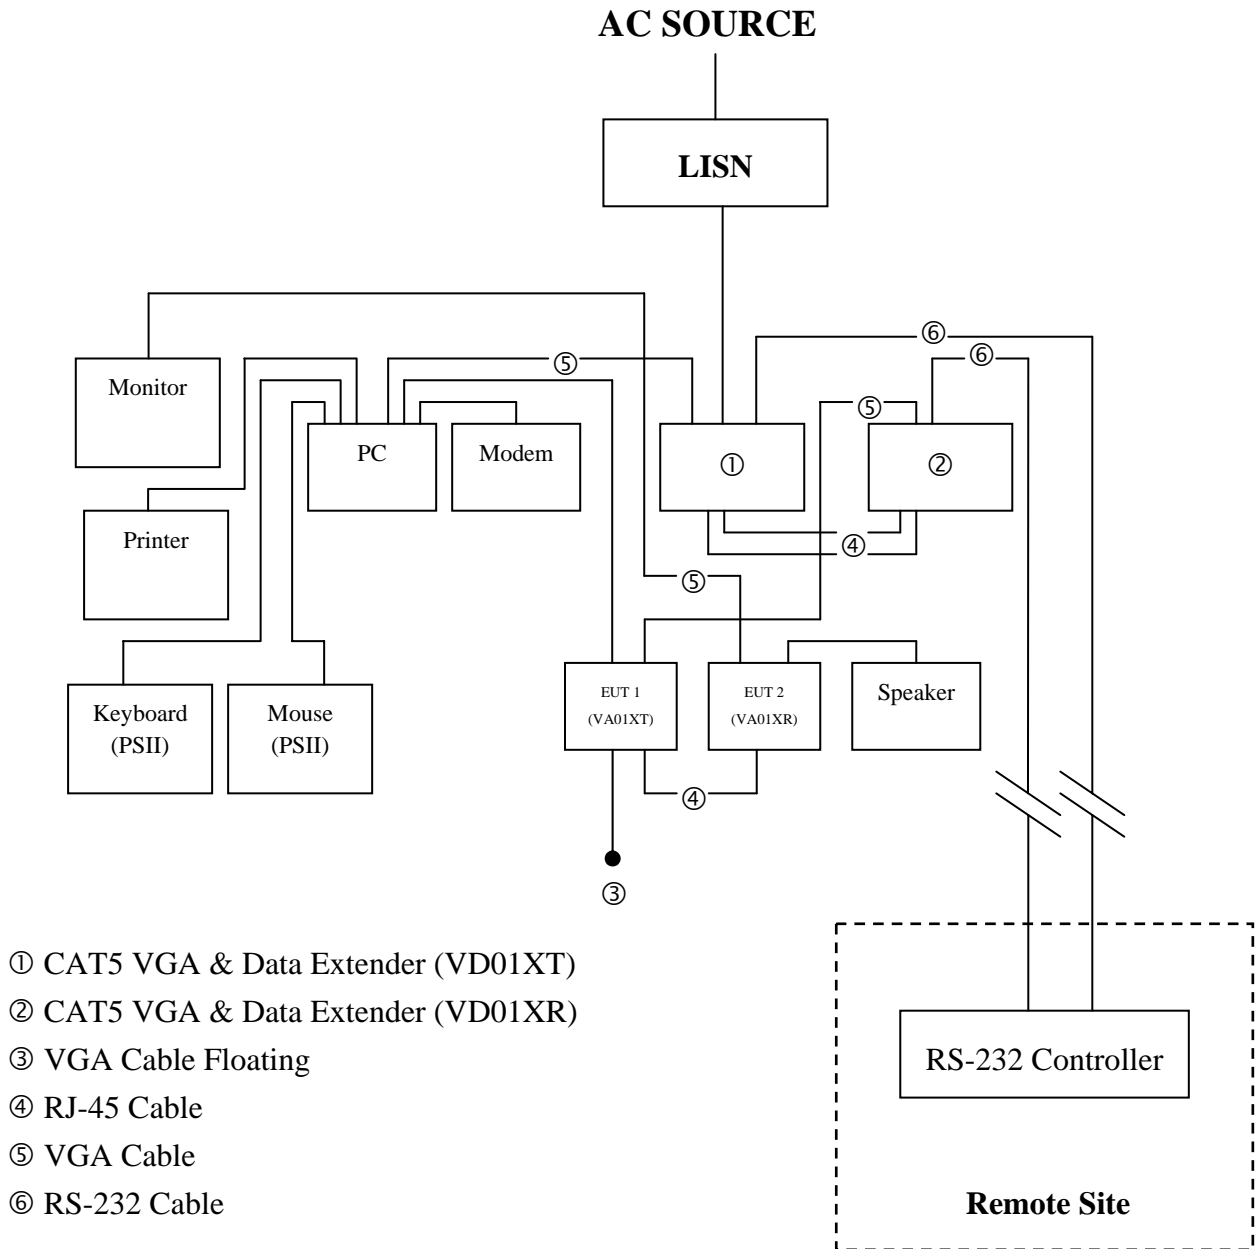 AC SOURCE
LISN
⑥
⑥
⑤
Monitor
⑤
PC
Modem
①
②
Printer
④
⑤
EUT 1
(VA01XT)
EUT 2
(VA01XR)
Speaker
Keyboard
(PSII)
Mouse
(PSII)
④
③
① CAT5 VGA & Data Extender (VD01XT)
② CAT5 VGA & Data Extender (VD01XR)
③ VGA Cable Floating
④ RJ-45 Cable
⑤ VGA Cable
⑥ RS-232 Cable
RS-232 Controller
Remote Site